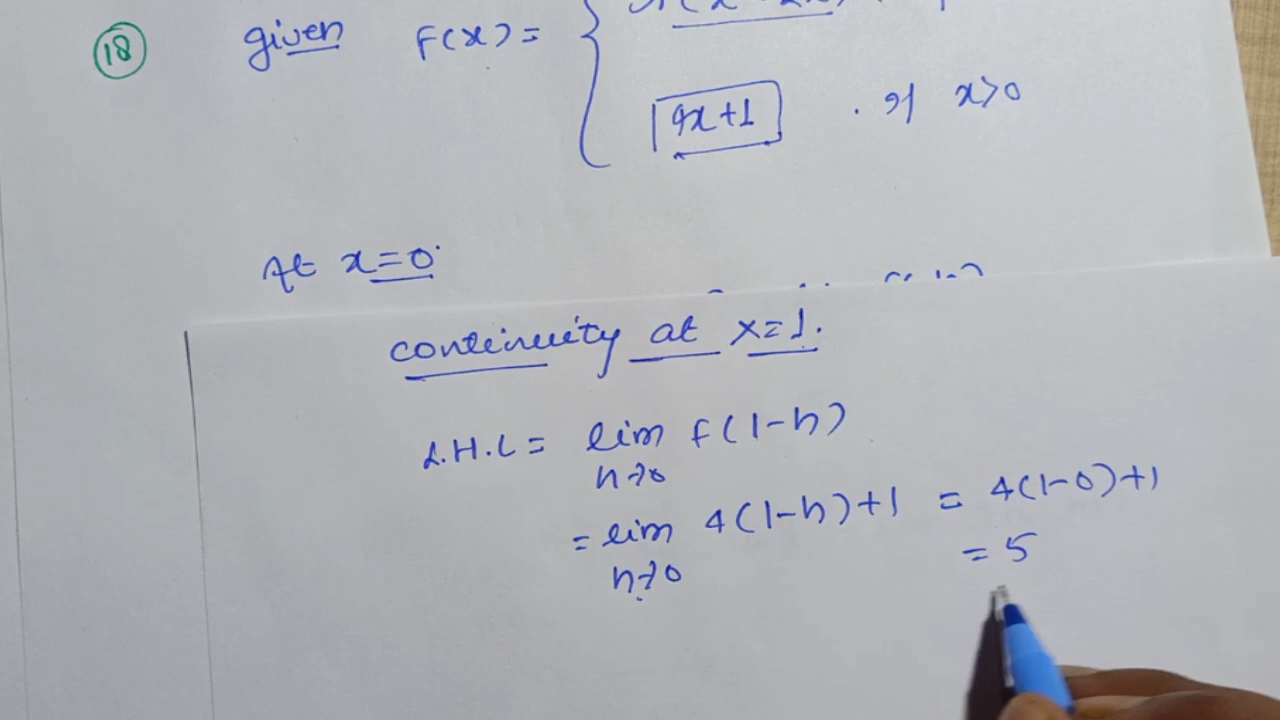 18 given f(x) =
4x+1 . if x>0
At x=0
continuity at x=1.
L.H.L = lim f(1-h)
h→0
= lim 4(1-h)+1 = 4(1-0)+1
h→0 = 5